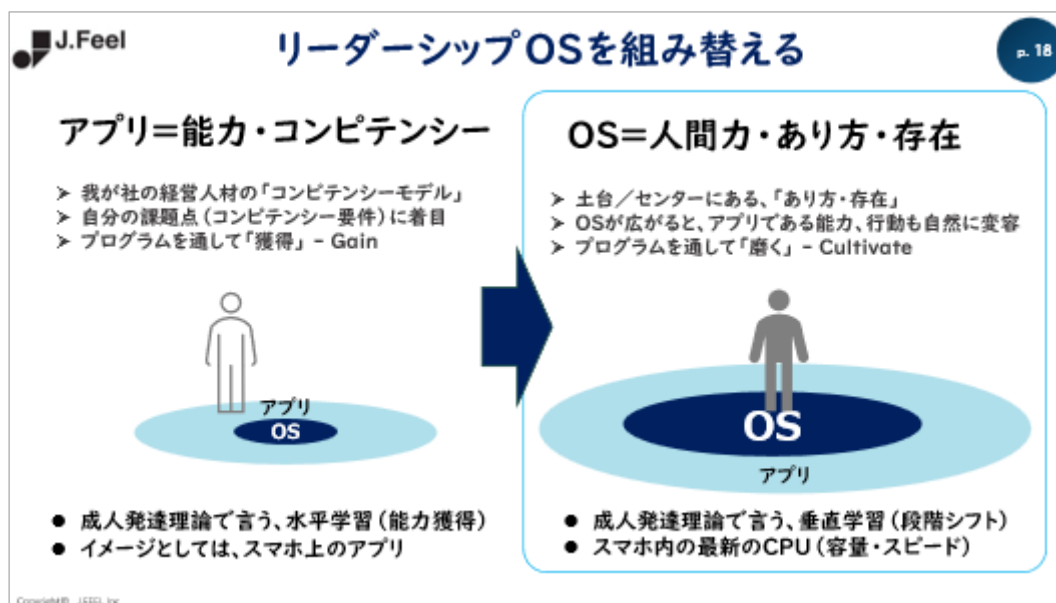 J.Feel
リーダーシップOSを組み替える
p. 18
アプリ=能力・コンピテンシー
➢ 我が社の経営人材の「コンピテンシーモデル」
➢ 自分の課題点(コンピテンシー要件)に着目
➢ プログラムを通して「獲得」 – Gain
アプリ
OS
● 成人発達理論で言う、水平学習(能力獲得)
● イメージとしては、スマホ上のアプリ
OS=人間力・あり方・存在
➢ 土台/センターにある、「あり方・存在」
➢ OSが広がると、アプリである能力、行動も自然に変容
➢ プログラムを通して「磨く」 – Cultivate
OS
アプリ
● 成人発達理論で言う、垂直学習(段階シフト)
● スマホ内の最新のCPU(容量・スピード)
Copyright© J.FEEL Inc